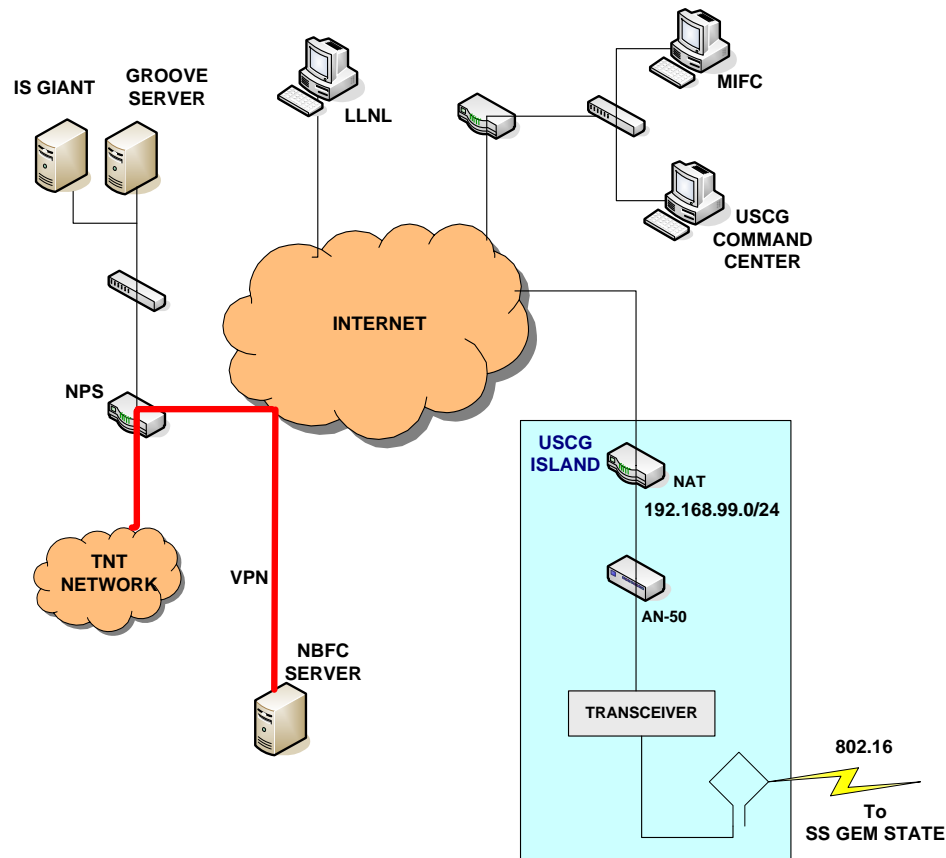 IS GIANT
GROOVE
SERVER
LLNL
MIFC
USCG
COMMAND
CENTER
INTERNET
NPS
USCG
ISLAND
NAT
192.168.99.0/24
TNT
NETWORK
VPN
AN-50
NBFC
SERVER
TRANSCEIVER
802.16
To
SS GEM STATE